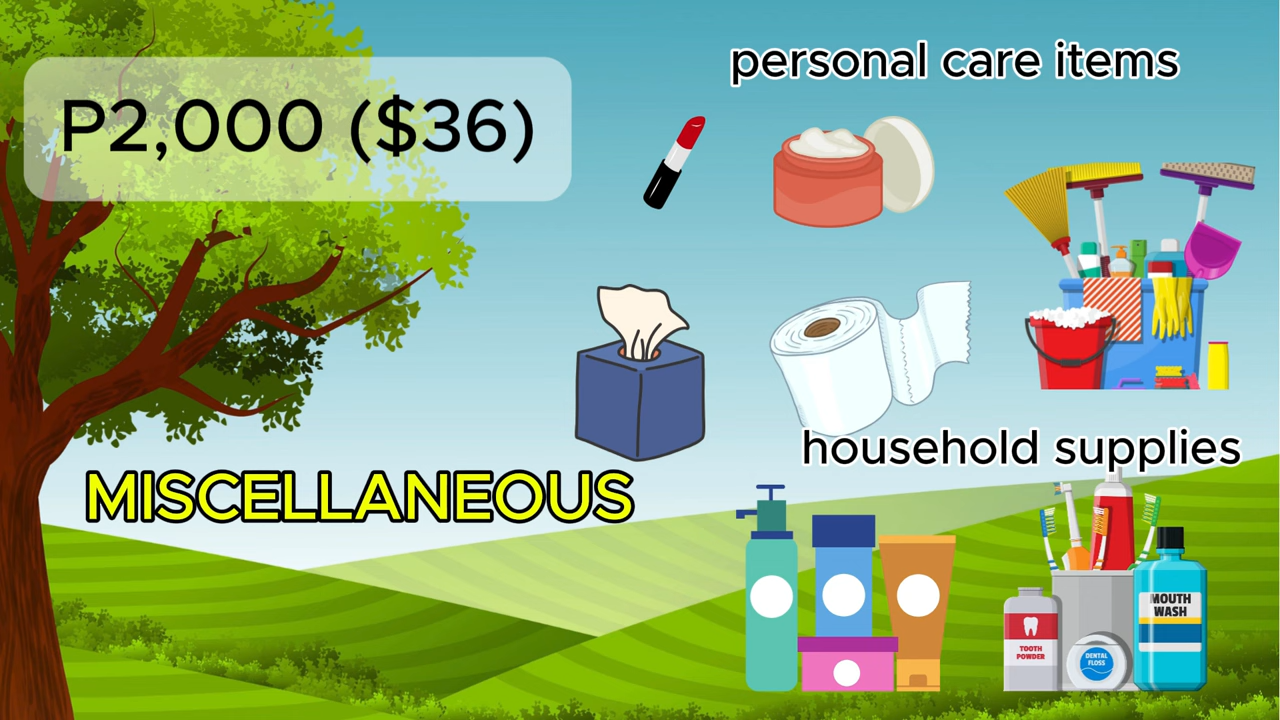 personal care items
P2,000 ($36)
household supplies
MISCELLANEOUS
MOUTH
WASH
TOOTH
POWDER
DENTAL
FLOSS